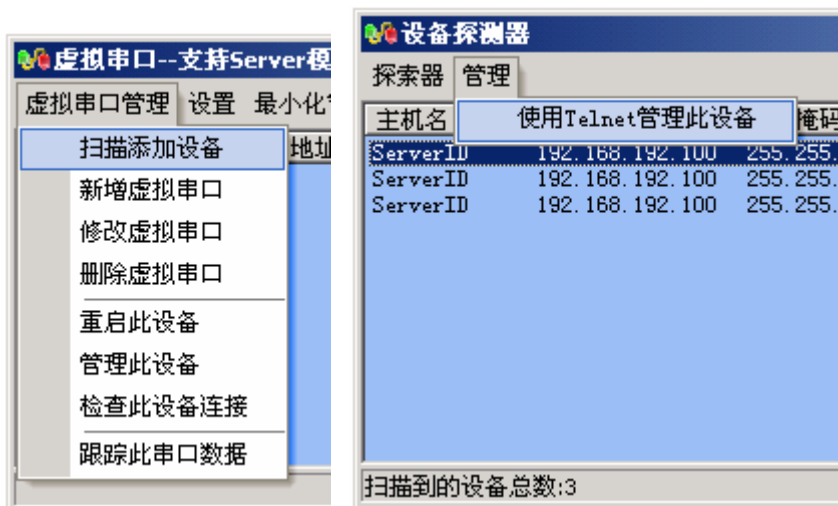 虚拟串口--支持Server模
虚拟串口管理 设置 最小化
地址
扫描添加设备
新增虚拟串口
修改虚拟串口
删除虚拟串口
重启此设备
管理此设备
检查此设备连接
跟踪此串口数据
设备探测器
探索器 管理
使用Telnet管理此设备
主机名 掩码
ServerID 192.168.192.100 255.255.
ServerID 192.168.192.100 255.255.
ServerID 192.168.192.100 255.255.
扫描到的设备总数:3